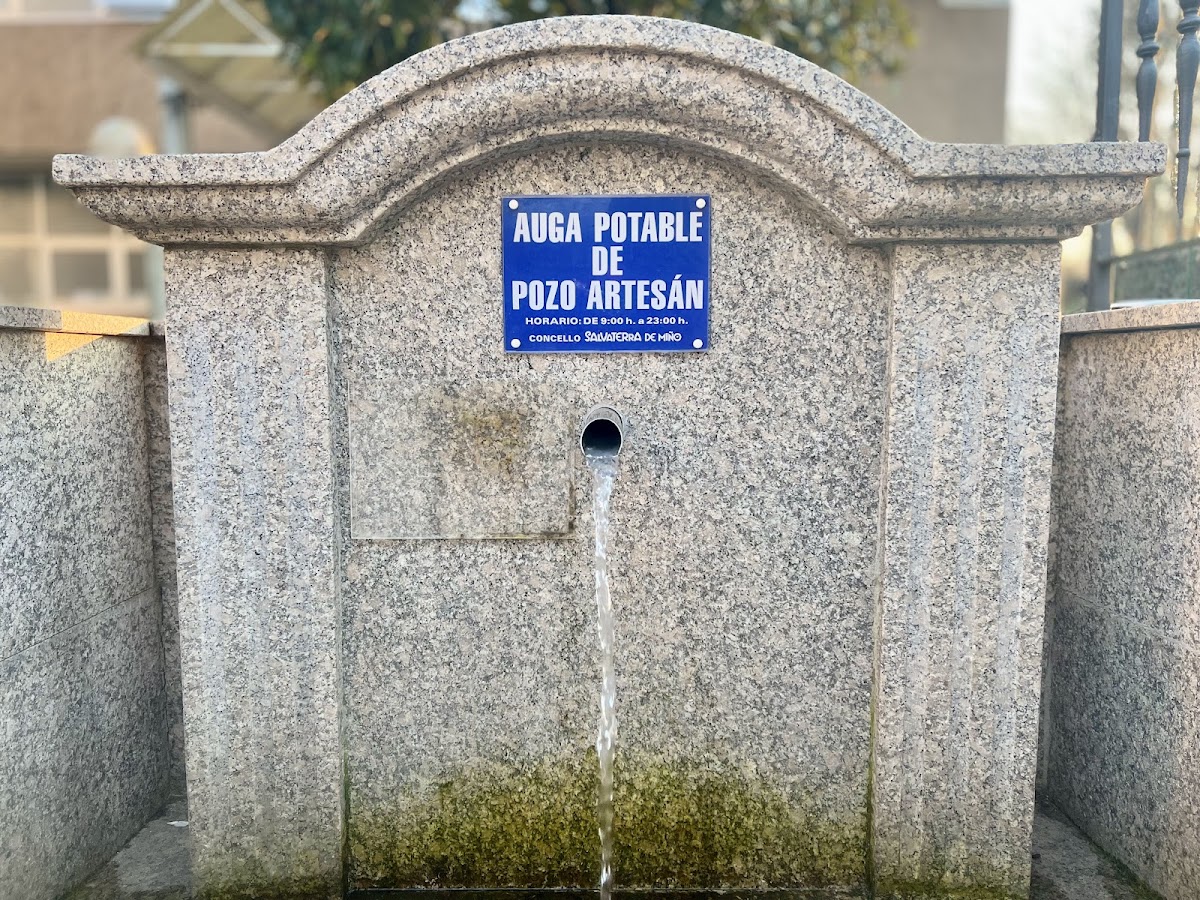 AUGA POTABLE
DE
POZO ARTESÁN
HORARIO: DE 9:00 h. a 23:00 h.
CONCELLO SALVATERRA DE MIÑO